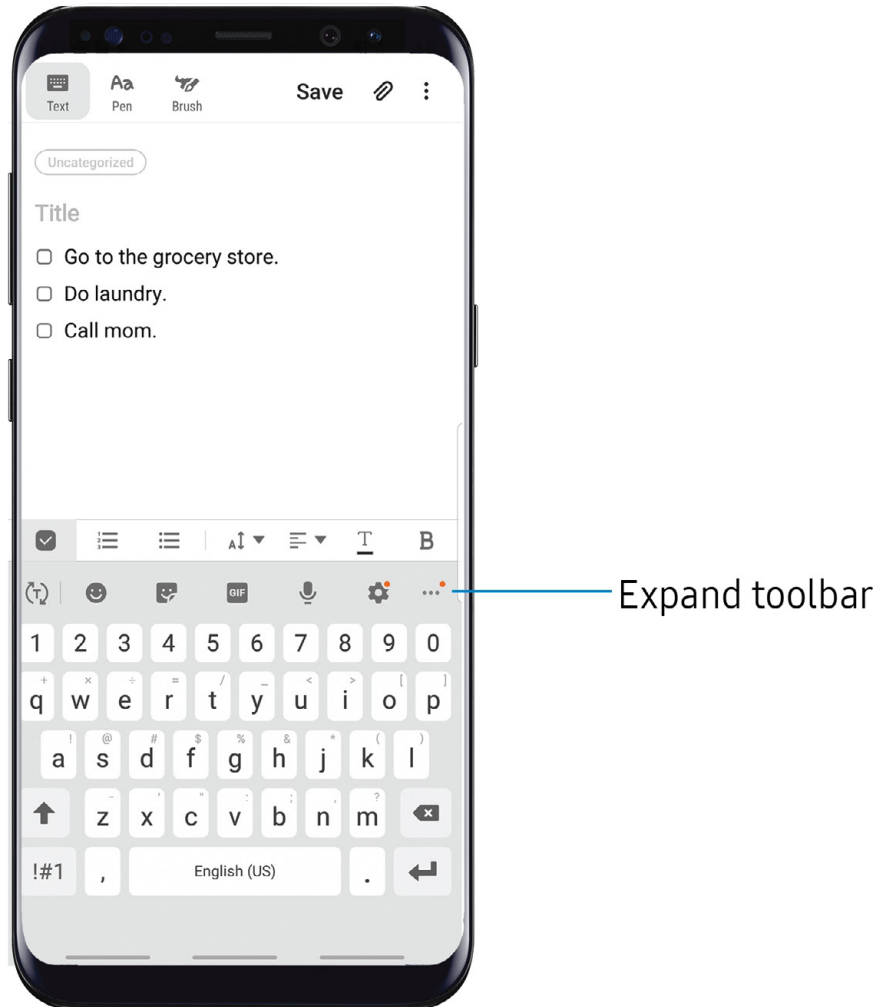 Text Pen Brush Save
Uncategorized
Title
Go to the grocery store.
Do laundry.
Call mom.
T B
T GIF
Expand toolbar
1 2 3 4 5 6 7 8 9 0
+ × ÷ = / _ < > [ ]
q w e r t y u i o p
! @ # $ % & * ( )
a s d f g h j k l
- ' " : ; , ?
z x c v b n m
!#1 , English (US) .